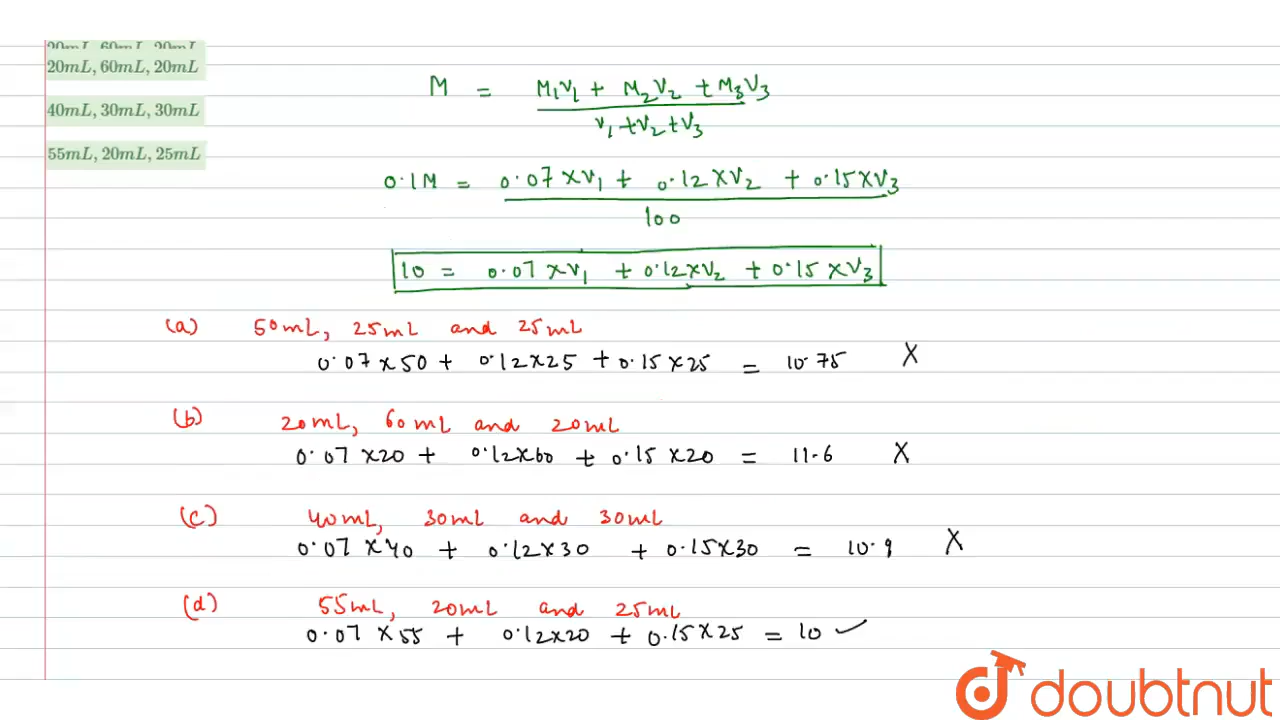 20mL, 60mL, 20mL
20mL, 60mL, 20mL
40mL, 30mL, 30mL
55mL, 20mL, 25mL
M = M₁V₁ + M₂V₂ + M₃V₃
V₁ + V₂ + V₃
0.1M = 0.07 × V₁ + 0.12 × V₂ + 0.15 × V₃
100
10 = 0.07 × V₁ + 0.12 × V₂ + 0.15 × V₃
(a) 50mL, 25mL and 25mL
0.07 × 50 + 0.12 × 25 + 0.15 × 25 = 10.75 X
(b) 20mL, 60mL and 20mL
0.07 × 20 + 0.12 × 60 + 0.15 × 20 = 11.6 X
(c) 40mL, 30mL and 30mL
0.07 × 40 + 0.12 × 30 + 0.15 × 30 = 10.9 X
(d) 55mL, 20mL and 25mL
0.07 × 55 + 0.12 × 20 + 0.15 × 25 = 10 ✓
doubtnut